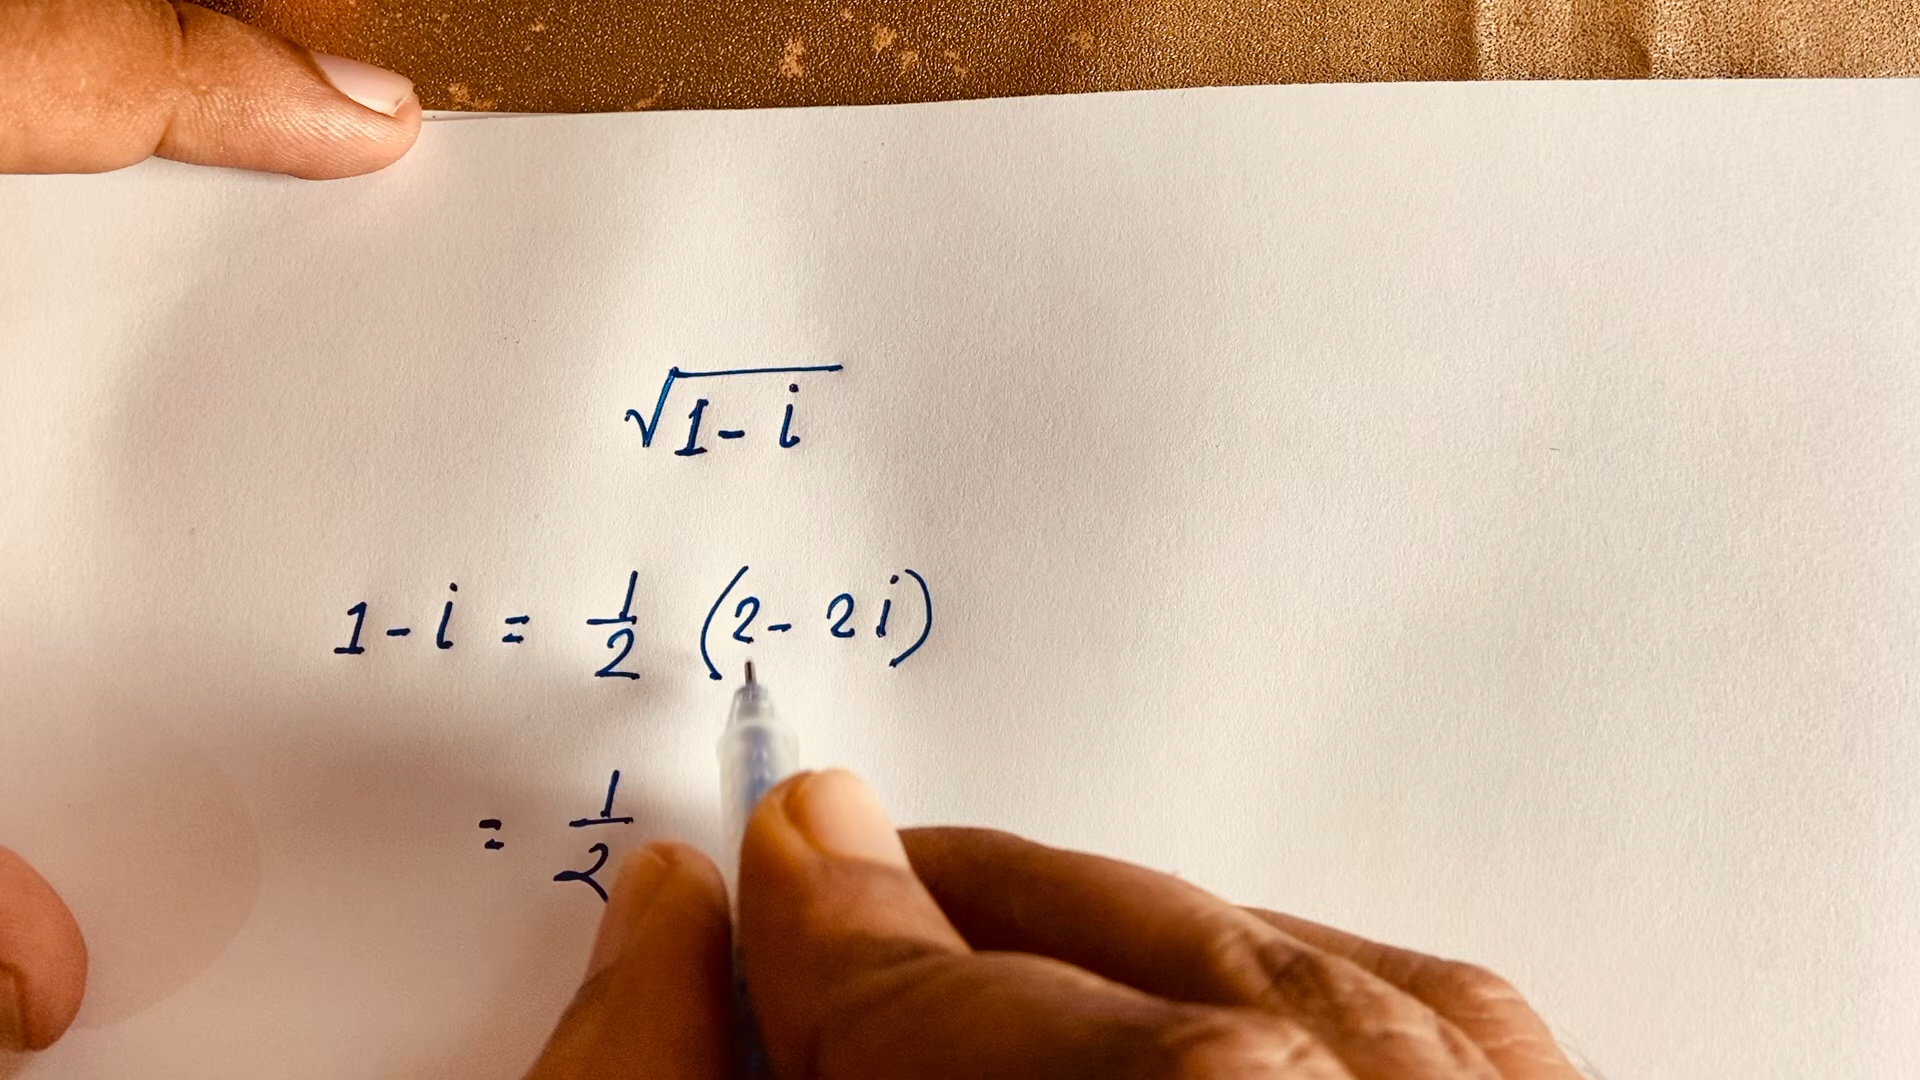 √1-i
1-i = 1/2 (2-2i)
= 1/2